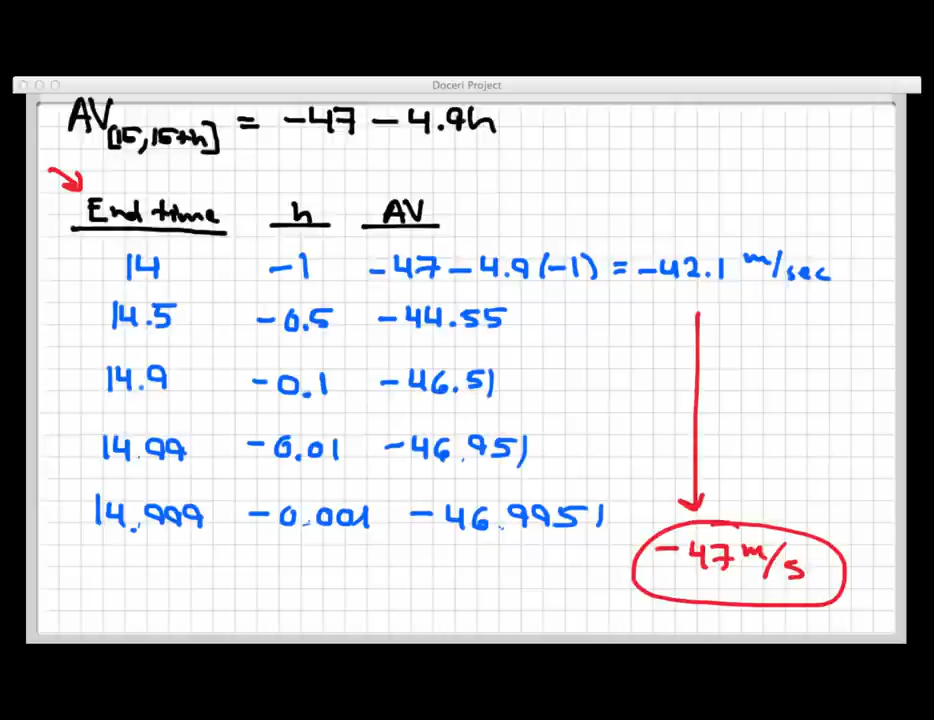 Doceri Project
AV[15,15+h] = -47 - 4.9h
End time h AV
14 -1 -47 - 4.9(-1) = -42.1 m/sec
14.5 -0.5 -44.55
14.9 -0.1 -46.51
14.99 -0.01 -46.951
14.999 -0.001 -46.9951
-47 m/s